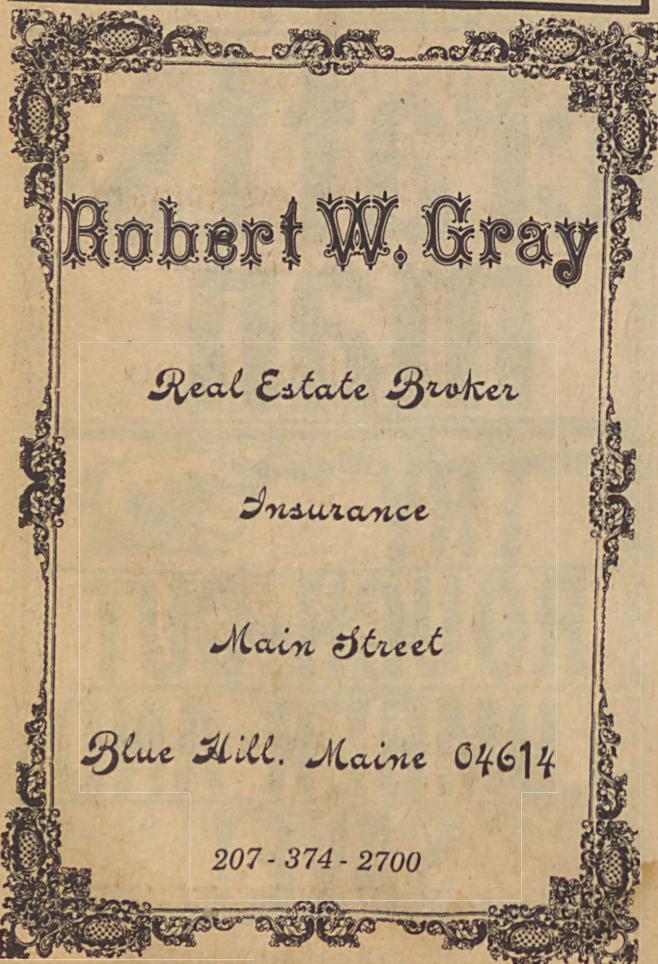 Robert W. Gray
Real Estate Broker
Insurance
Main Street
Blue Hill. Maine 04614
207-374-2700